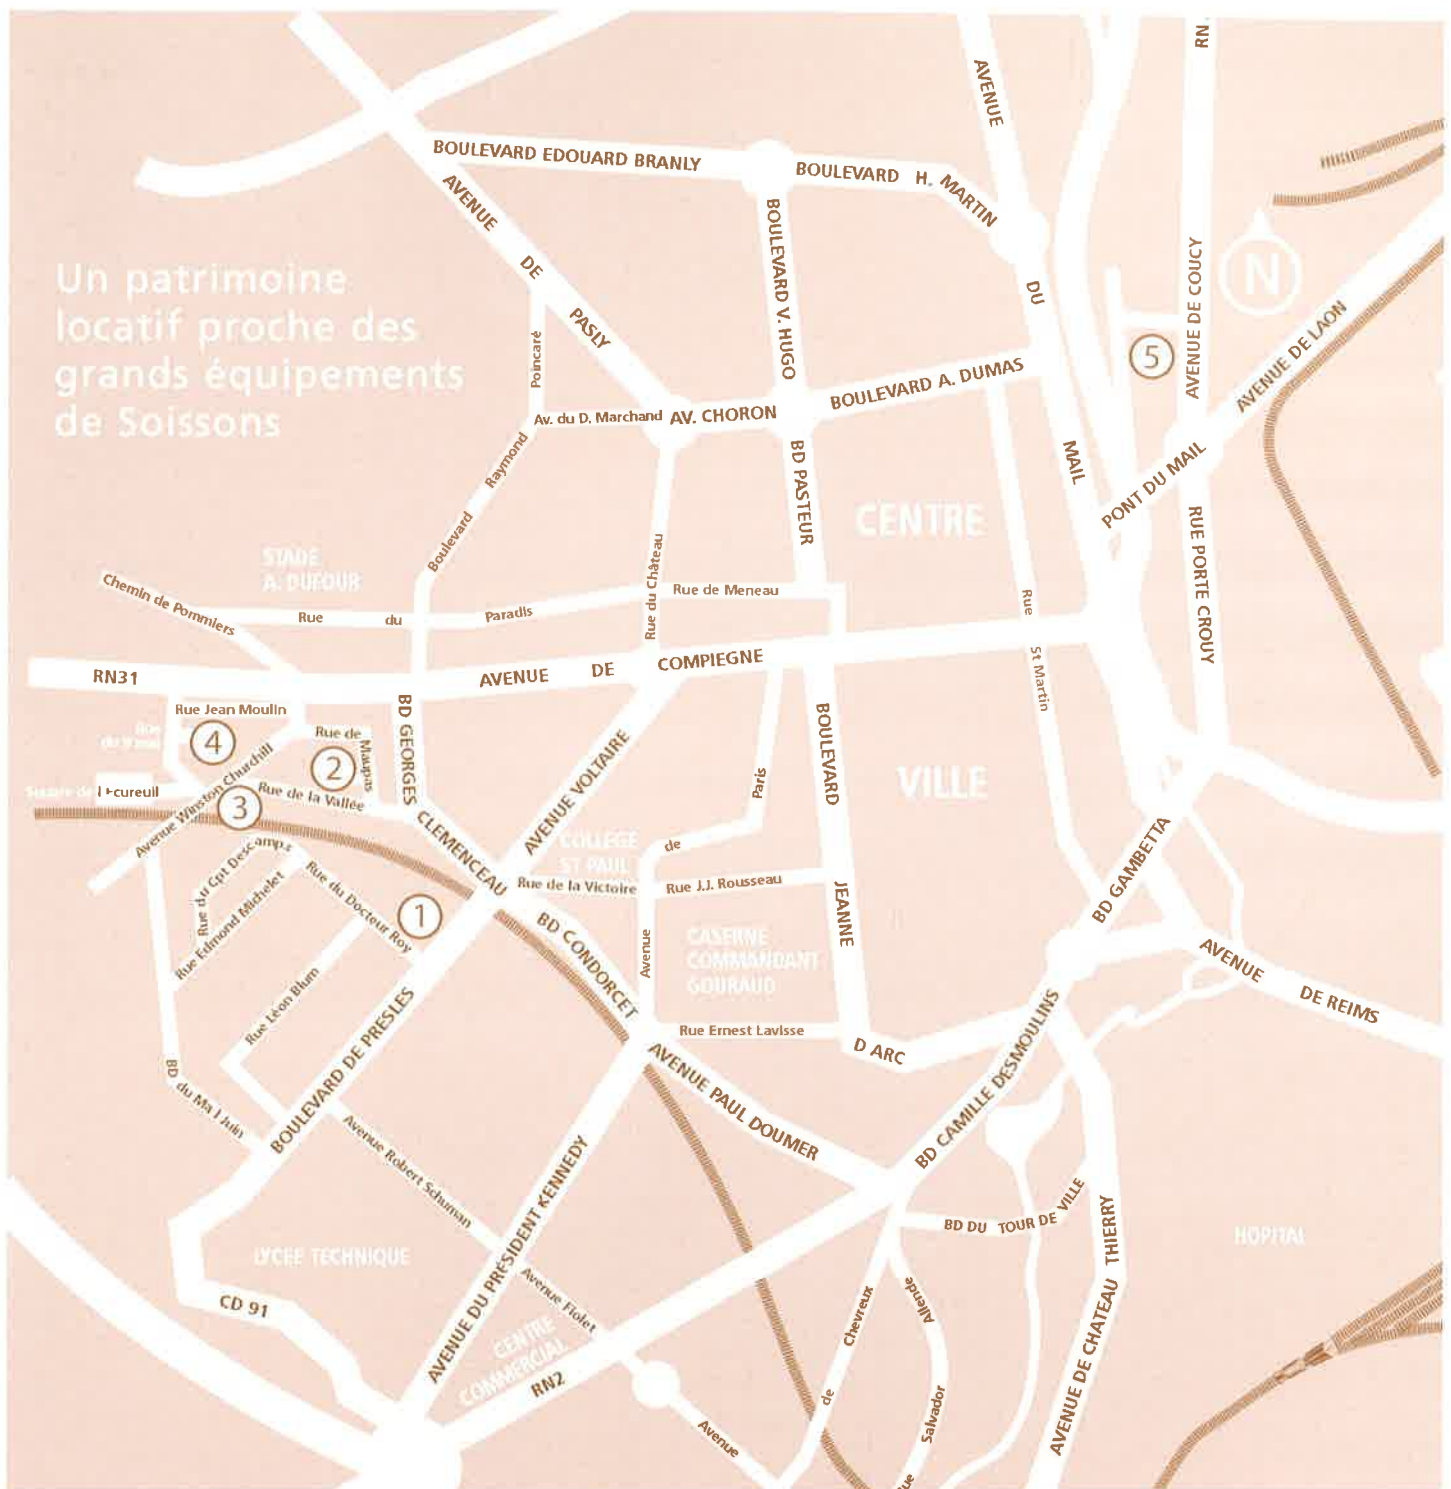 RN
AVENUE
DU
MAIL
BOULEVARD EDOUARD BRANLY
BOULEVARD H. MARTIN
AVENUE
DE
PASLY
BOULEVARD V. HUGO
AVENUE DE COUCY
N
Un patrimoine
locatif proche des
grands équipements
de Soissons
AVENUE DE LAON
5
Boulevard
Raymond
Poincaré
Av. du D. Marchand
AV. CHORON
BOULEVARD A. DUMAS
BD PASTEUR
PONT DU MAIL
CENTRE
VILLE
RUE PORTE CROUY
STADE
A. DUFOUR
Chemin de Pommiers
Rue
du
Paradis
Rue du Château
Rue de Meneau
Rue
St Martin
RN31
AVENUE
DE
COMPIEGNE
Rue Jean Moulin
4
Rue de
Maupas
2
BD GEORGES
CLEMENCEAU
AVENUE VOLTAIRE
BOULEVARD
JEANNE
D ARC
Square de l'Ecureuil
Avenue Winston Churchill
3
Rue de la Vallée
Avenue
de
Paris
COLLEGE
ST PAUL
Rue du Cpt Descamps
Rue Edmond Michelet
Rue du Docteur Roy
1
Rue de la Victoire
Rue J.J. Rousseau
BD GAMBETTA
BD CONDORCET
CASERNE
COMMANDANT
GOURAUD
AVENUE
DE REIMS
Rue Léon Blum
BOULEVARD DE PRESLES
Rue Ernest Lavisse
BD CAMILLE DESMOULINS
BD du Mal Juin
AVENUE PAUL DOUMER
Avenue Robert Schuman
AVENUE DU PRÉSIDENT KENNEDY
BD DU TOUR DE VILLE
HOPITAL
LYCEE TECHNIQUE
CD 91
Avenue Flolet
CENTRE
COMMERCIAL
RN2
Avenue
de
Chevreux
Salvador
Allende
AVENUE DE CHATEAU THIERRY